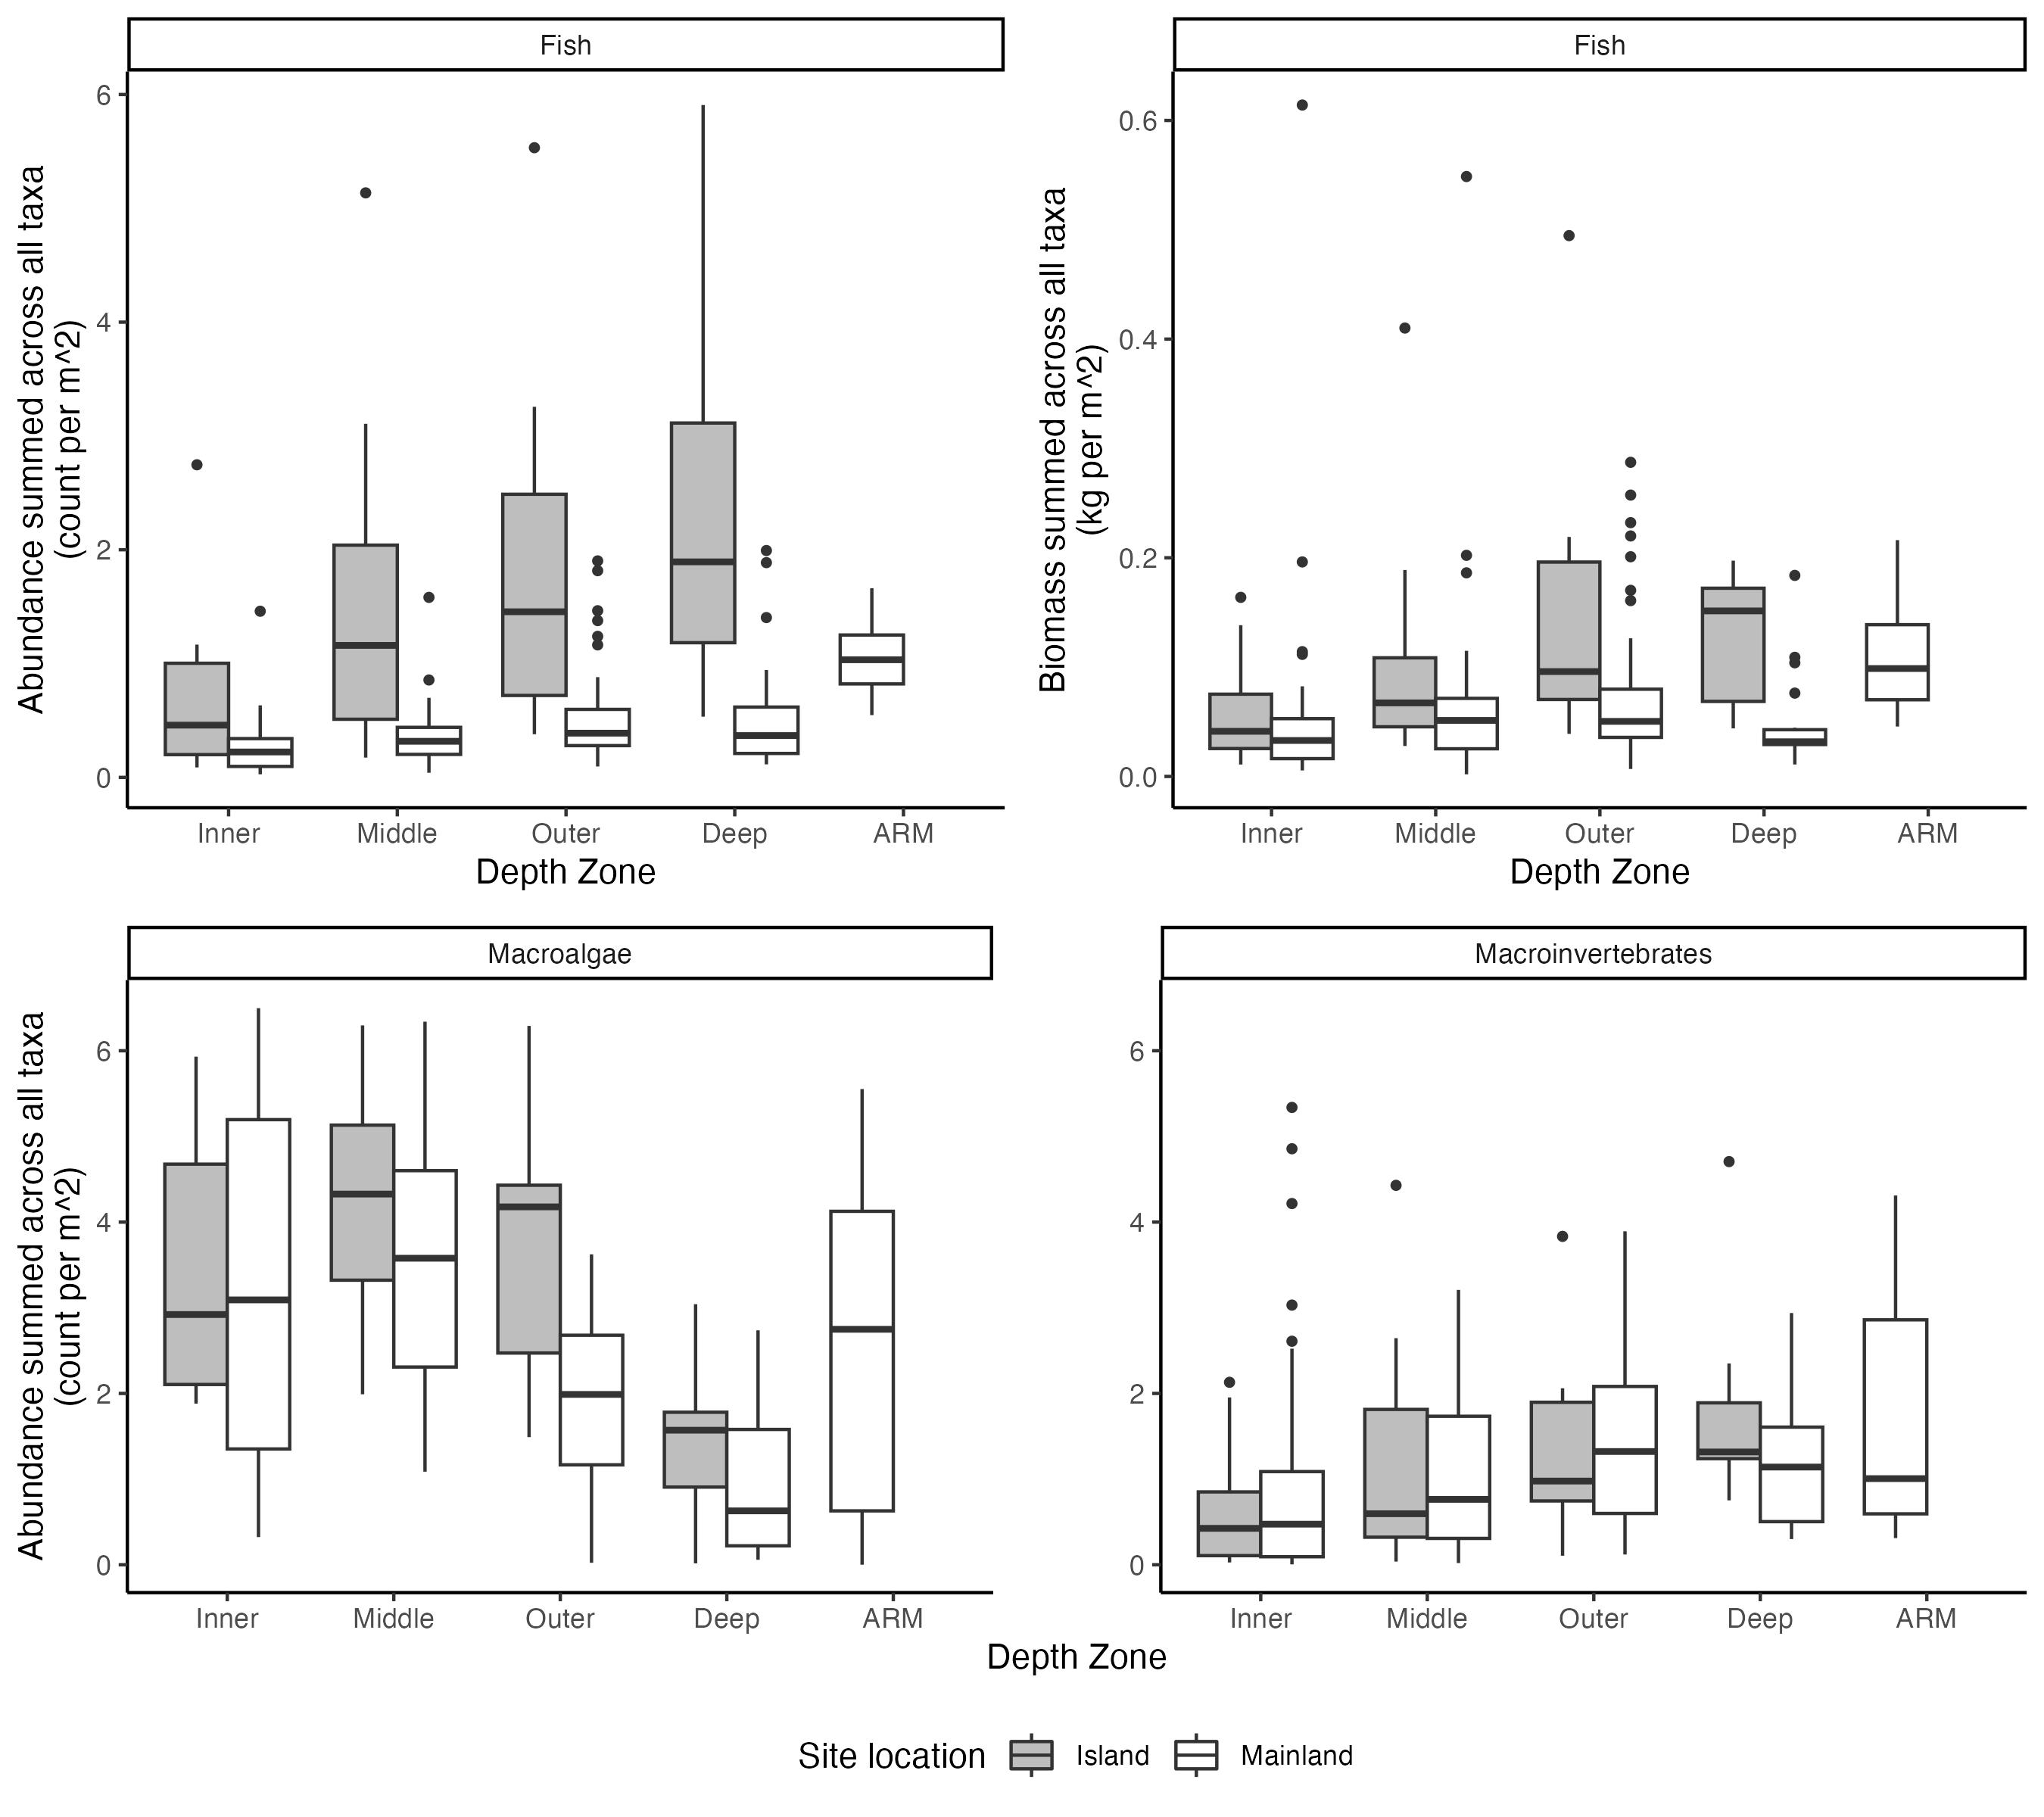 Fish
Abundance summed across all taxa
(count per m^2)
6
4
2
0
Inner Middle Outer Deep ARM
Depth Zone
Fish
Biomass summed across all taxa
(kg per m^2)
0.6
0.4
0.2
0.0
Inner Middle Outer Deep ARM
Depth Zone
Macroalgae
Abundance summed across all taxa
(count per m^2)
6
4
2
0
Inner Middle Outer Deep ARM
Macroinvertebrates
6
4
2
0
Inner Middle Outer Deep ARM
Depth Zone
Site location Island Mainland